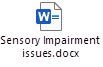 W
Sensory Impairment
issues.docx